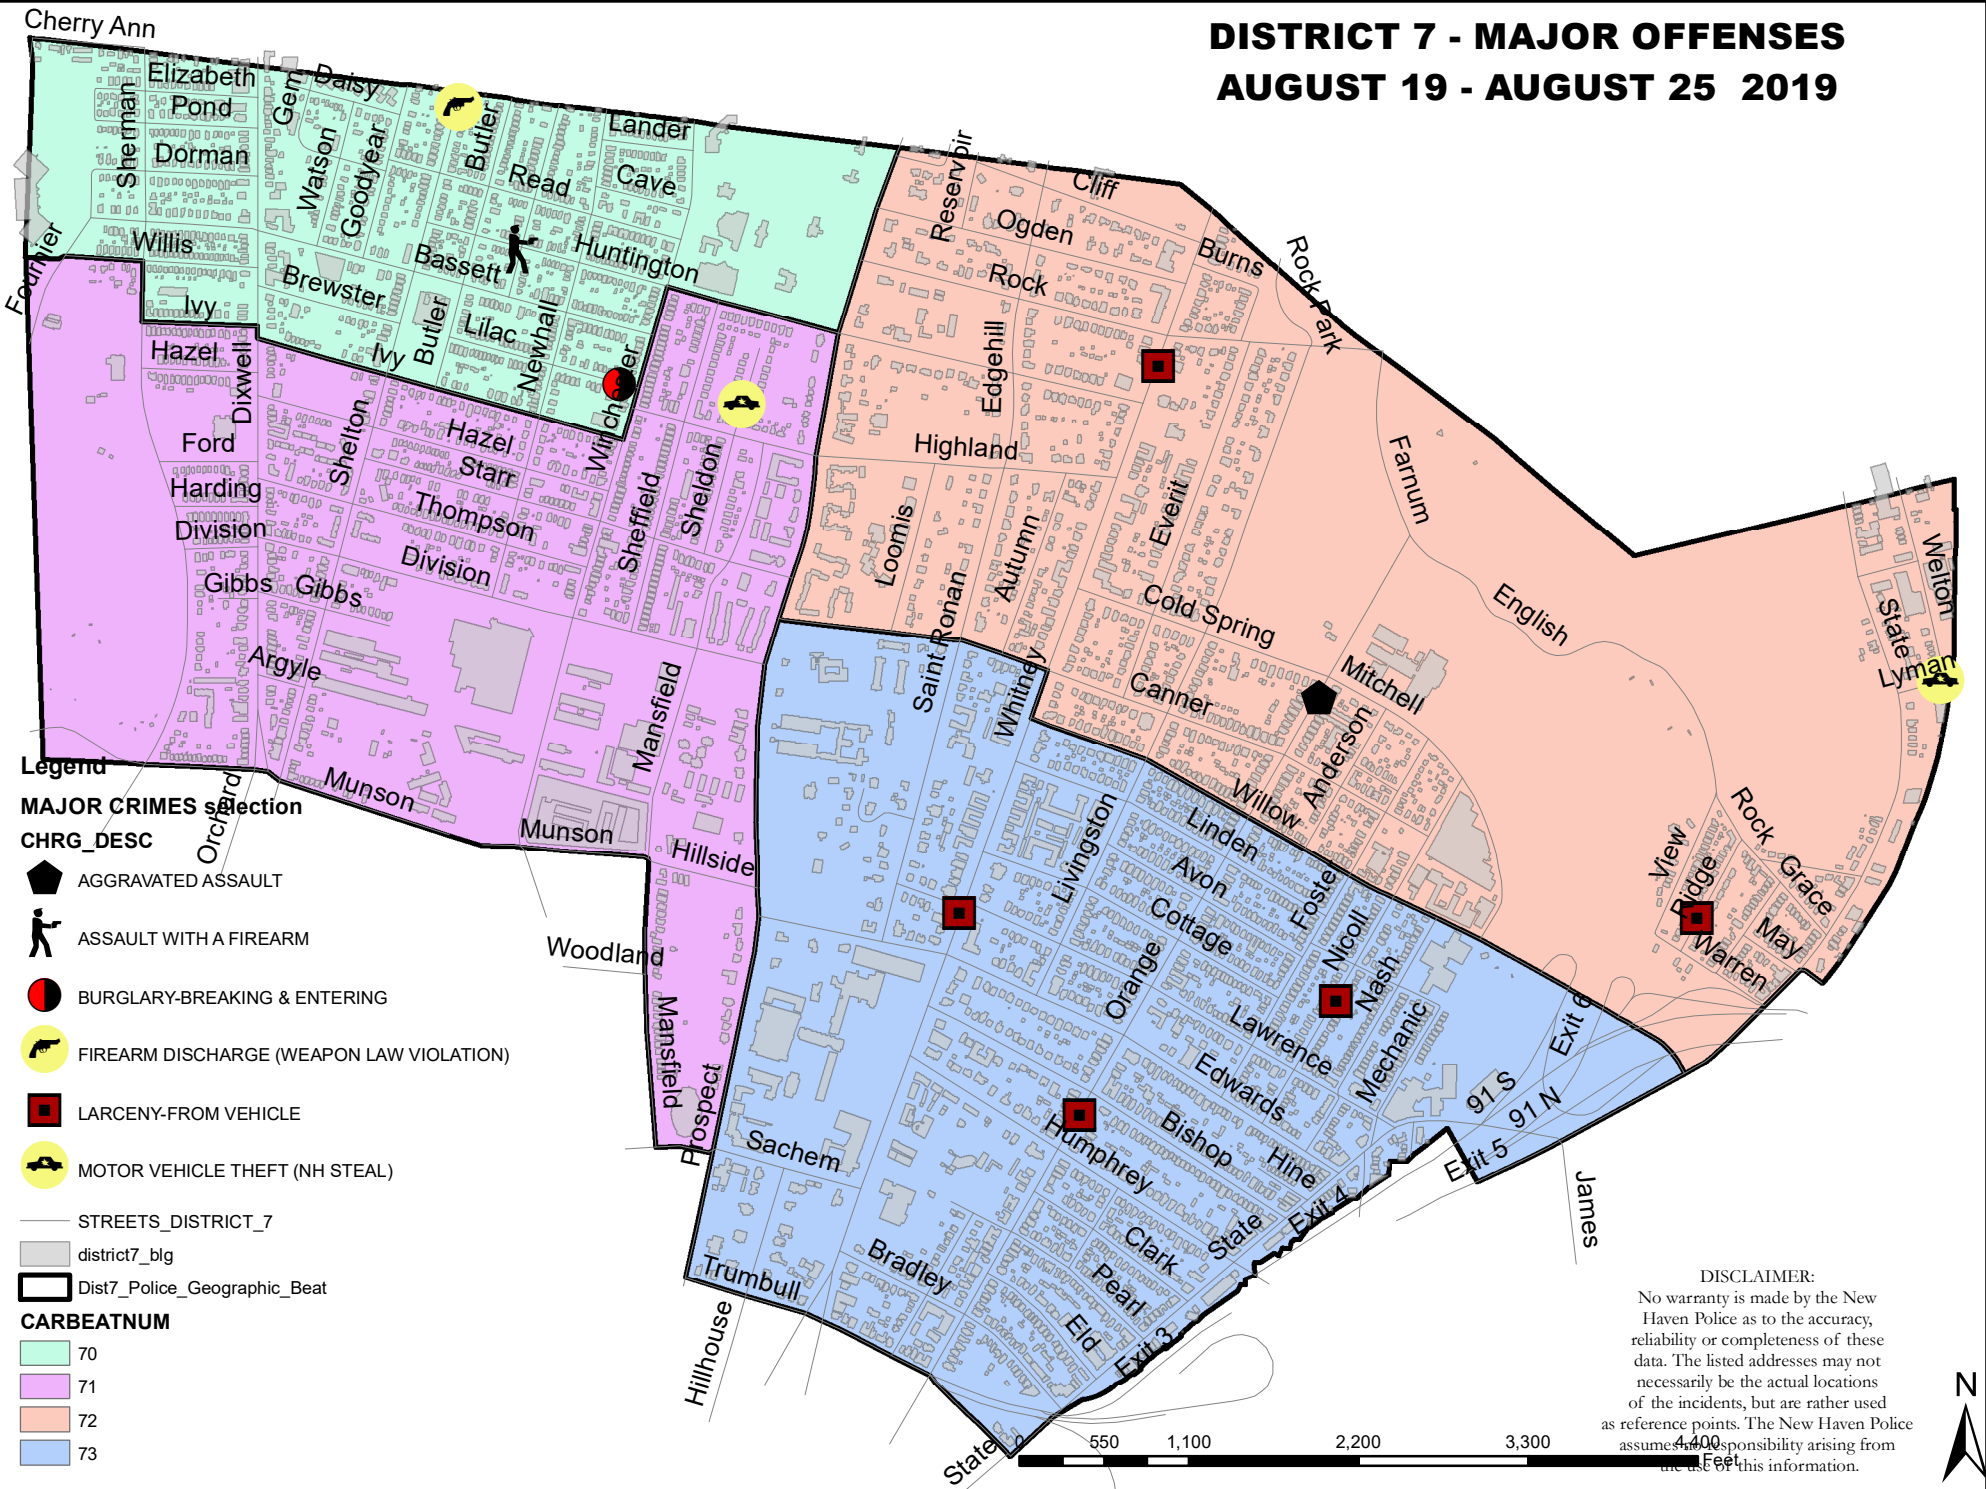 DISTRICT 7 - MAJOR OFFENSES
AUGUST 19 - AUGUST 25 2019
Cherry Ann
Elizabeth
Pond
Dorman
Sherman
Gem
Daisy
Watson
Goodyear
Butler
Read
Lander
Cave
Huntington
Willis
Fournier
Ivy
Brewster
Bassett
Butler
Lilac
Newhall
Ivy
Winchester
Hazel
Dixwell
Ford
Harding
Division
Gibbs
Gibbs
Shelton
Hazel
Starr
Thompson
Division
Sheffield
Sheldon
Argyle
Munson
Munson
Mansfield
Hillside
Orchard
Woodland
Mansfield
Prospect
Reservoir
Cliff
Ogden
Rock
Burns
Rock Park
Edgehill
Highland
Farnum
Loomis
Autumn
Everit
Saint Ronan
Whitney
Cold Spring
English
Mitchell
Canner
Anderson
Willow
Welton
State
Lyman
View
Ridge
Rock
Grace
May
Warren
Livingston
Linden
Avon
Cottage
Foster
Nicoll
Nash
Orange
Lawrence
Mechanic
Edwards
Bishop
Hine
Humphrey
Sachem
Trumbull
Bradley
Clark
Pearl
Eld
State
Exit 6
91 S
91 N
Exit 5
Exit 4
Exit 3
James
Hillhouse
State
Legend
MAJOR CRIMES selection
CHRG_DESC
AGGRAVATED ASSAULT
ASSAULT WITH A FIREARM
BURGLARY-BREAKING & ENTERING
FIREARM DISCHARGE (WEAPON LAW VIOLATION)
LARCENY-FROM VEHICLE
MOTOR VEHICLE THEFT (NH STEAL)
STREETS_DISTRICT_7
district7_blg
Dist7_Police_Geographic_Beat
CARBEATNUM
70
71
72
73
DISCLAIMER:
No warranty is made by the New
Haven Police as to the accuracy,
reliability or completeness of these
data. The listed addresses may not
necessarily be the actual locations
of the incidents, but are rather used
as reference points. The New Haven Police
assumes no responsibility arising from
the use of this information.
0 550 1,100 2,200 3,300 4,400
Feet
N